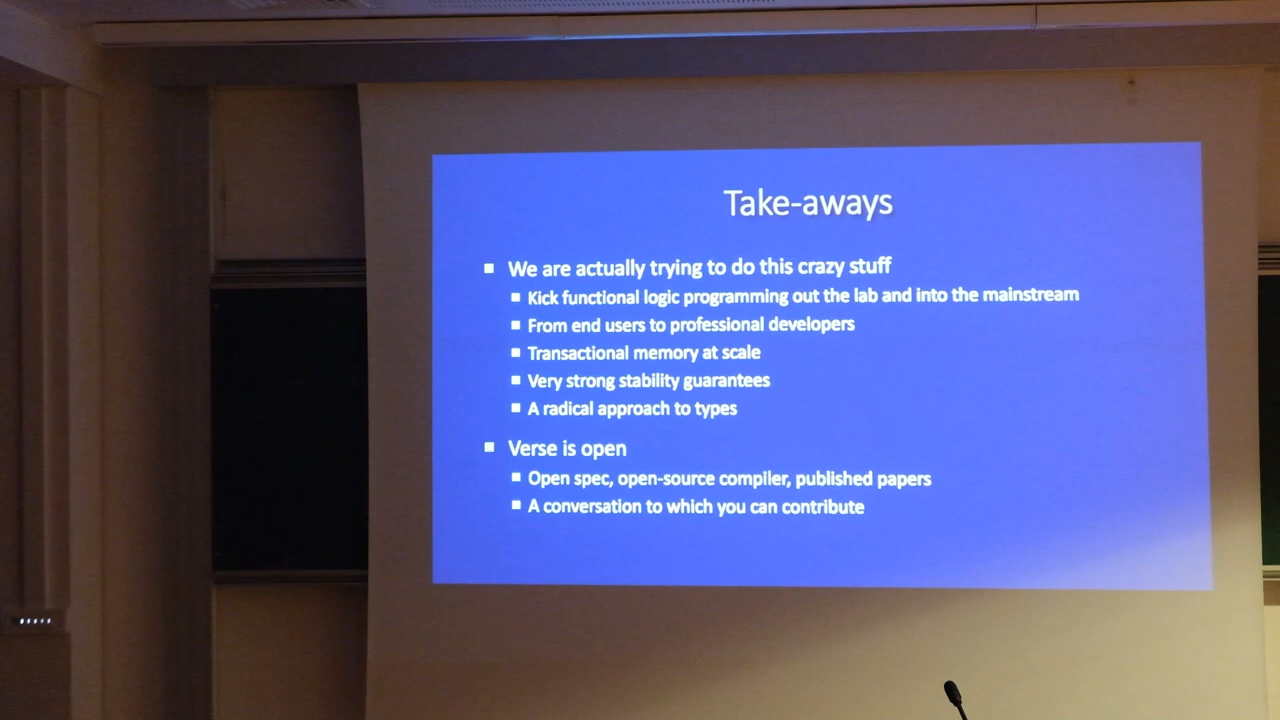 Take-aways
We are actually trying to do this crazy stuff
Kick functional logic programming out the lab and into the mainstream
From end users to professional developers
Transactional memory at scale
Very strong stability guarantees
A radical approach to types
Verse is open
Open spec, open-source compiler, published papers
A conversation to which you can contribute